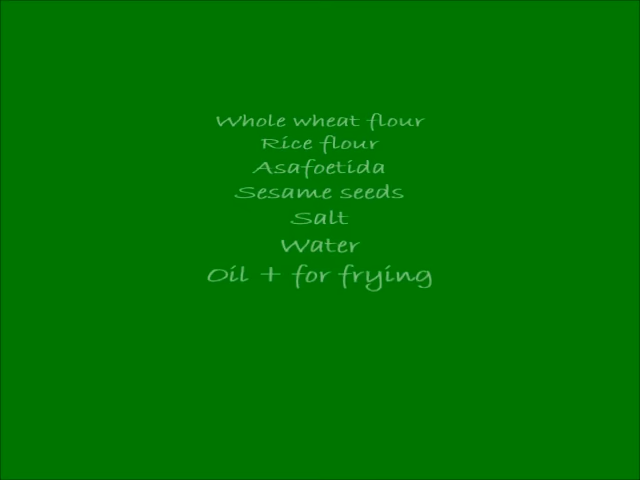 Whole wheat flour
Rice flour
Asafoetida
Sesame seeds
Salt
Water
Oil + for frying